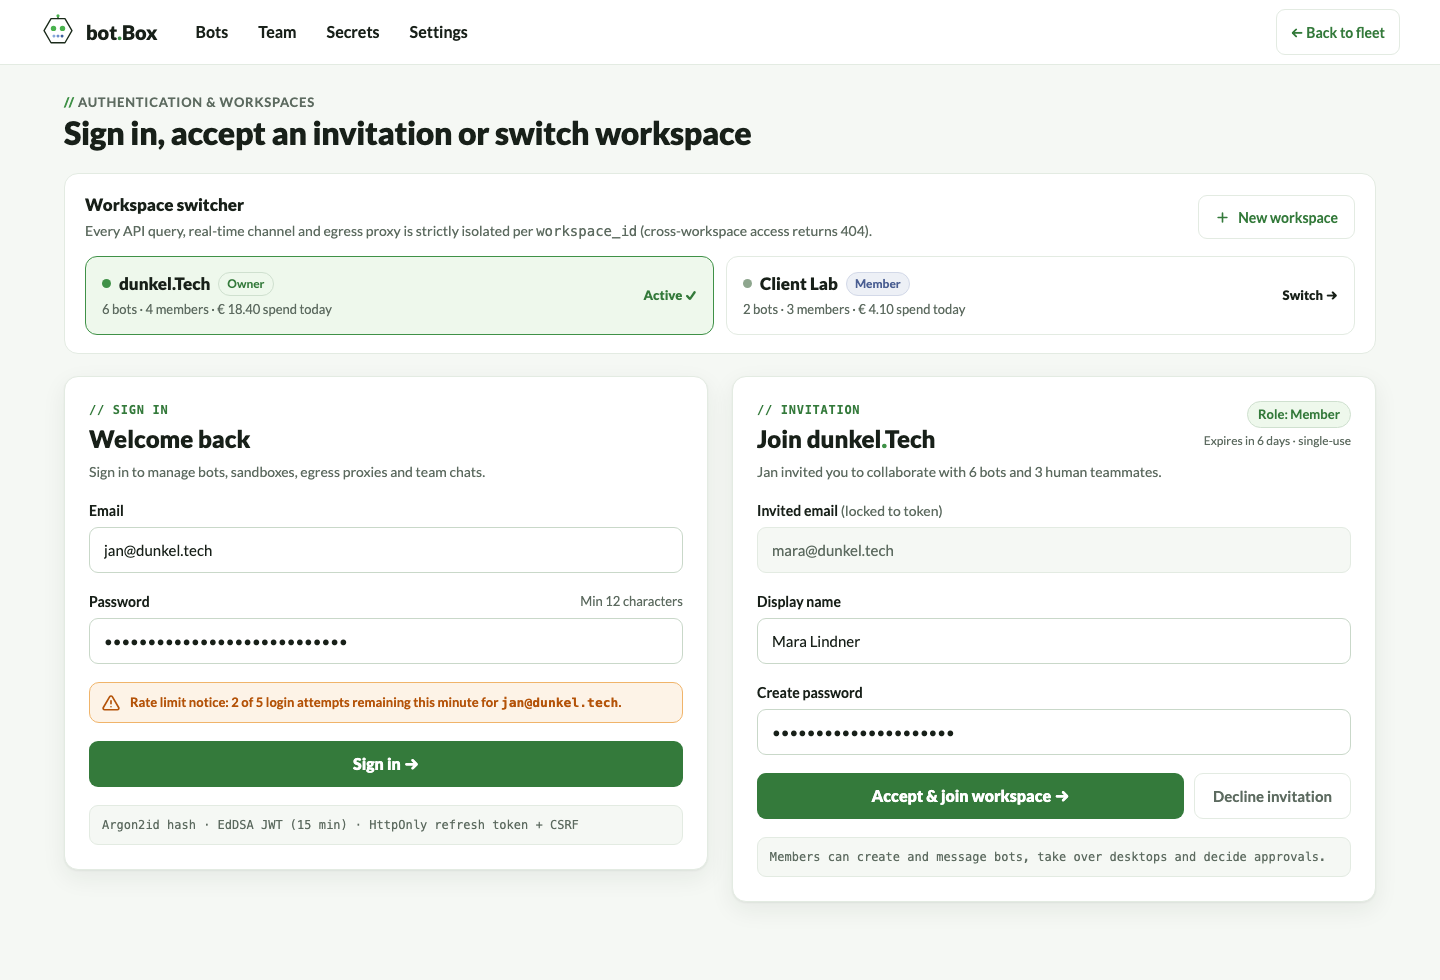 bot.Box
Bots
Team
Secrets
Settings
← Back to fleet
// AUTHENTICATION & WORKSPACES
Sign in, accept an invitation or switch workspace
Workspace switcher
Every API query, real-time channel and egress proxy is strictly isolated per workspace_id (cross-workspace access returns 404).
+ New workspace
dunkel.Tech Owner
6 bots · 4 members · € 18.40 spend today
Active ✓
Client Lab Member
2 bots · 3 members · € 4.10 spend today
Switch →
// SIGN IN
Welcome back
Sign in to manage bots, sandboxes, egress proxies and team chats.
Email
jan@dunkel.tech
Password
Min 12 characters
••••••••••••••••••••••••••••
Rate limit notice: 2 of 5 login attempts remaining this minute for jan@dunkel.tech.
Sign in →
Argon2id hash · EdDSA JWT (15 min) · HttpOnly refresh token + CSRF
// INVITATION
Join dunkel.Tech
Role: Member
Expires in 6 days · single-use
Jan invited you to collaborate with 6 bots and 3 human teammates.
Invited email (locked to token)
mara@dunkel.tech
Display name
Mara Lindner
Create password
•••••••••••••••••••••
Accept & join workspace →
Decline invitation
Members can create and message bots, take over desktops and decide approvals.